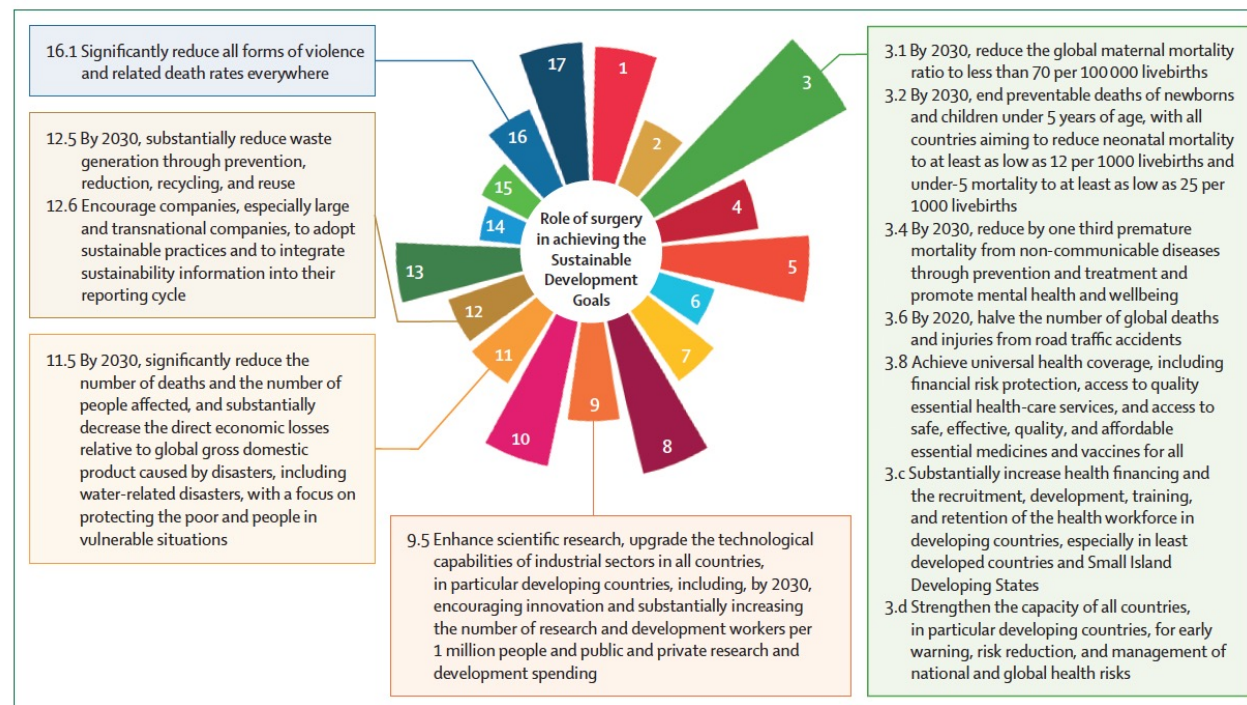 16.1 Significantly reduce all forms of violence
and related death rates everywhere
12.5 By 2030, substantially reduce waste
generation through prevention,
reduction, recycling, and reuse
12.6 Encourage companies, especially large
and transnational companies, to adopt
sustainable practices and to integrate
sustainability information into their
reporting cycle
11.5 By 2030, significantly reduce the
number of deaths and the number of
people affected, and substantially
decrease the direct economic losses
relative to global gross domestic
product caused by disasters, including
water-related disasters, with a focus on
protecting the poor and people in
vulnerable situations
Role of surgery
in achieving the
Sustainable
Development
Goals
1
2
3
4
5
6
7
8
9
10
11
12
13
14
15
16
17
9.5 Enhance scientific research, upgrade the technological
capabilities of industrial sectors in all countries,
in particular developing countries, including, by 2030,
encouraging innovation and substantially increasing
the number of research and development workers per
1 million people and public and private research and
development spending
3.1 By 2030, reduce the global maternal mortality
ratio to less than 70 per 100 000 livebirths
3.2 By 2030, end preventable deaths of newborns
and children under 5 years of age, with all
countries aiming to reduce neonatal mortality
to at least as low as 12 per 1000 livebirths and
under-5 mortality to at least as low as 25 per
1000 livebirths
3.4 By 2030, reduce by one third premature
mortality from non-communicable diseases
through prevention and treatment and
promote mental health and wellbeing
3.6 By 2020, halve the number of global deaths
and injuries from road traffic accidents
3.8 Achieve universal health coverage, including
financial risk protection, access to quality
essential health-care services, and access to
safe, effective, quality, and affordable
essential medicines and vaccines for all
3.c Substantially increase health financing and
the recruitment, development, training,
and retention of the health workforce in
developing countries, especially in least
developed countries and Small Island
Developing States
3.d Strengthen the capacity of all countries,
in particular developing countries, for early
warning, risk reduction, and management of
national and global health risks